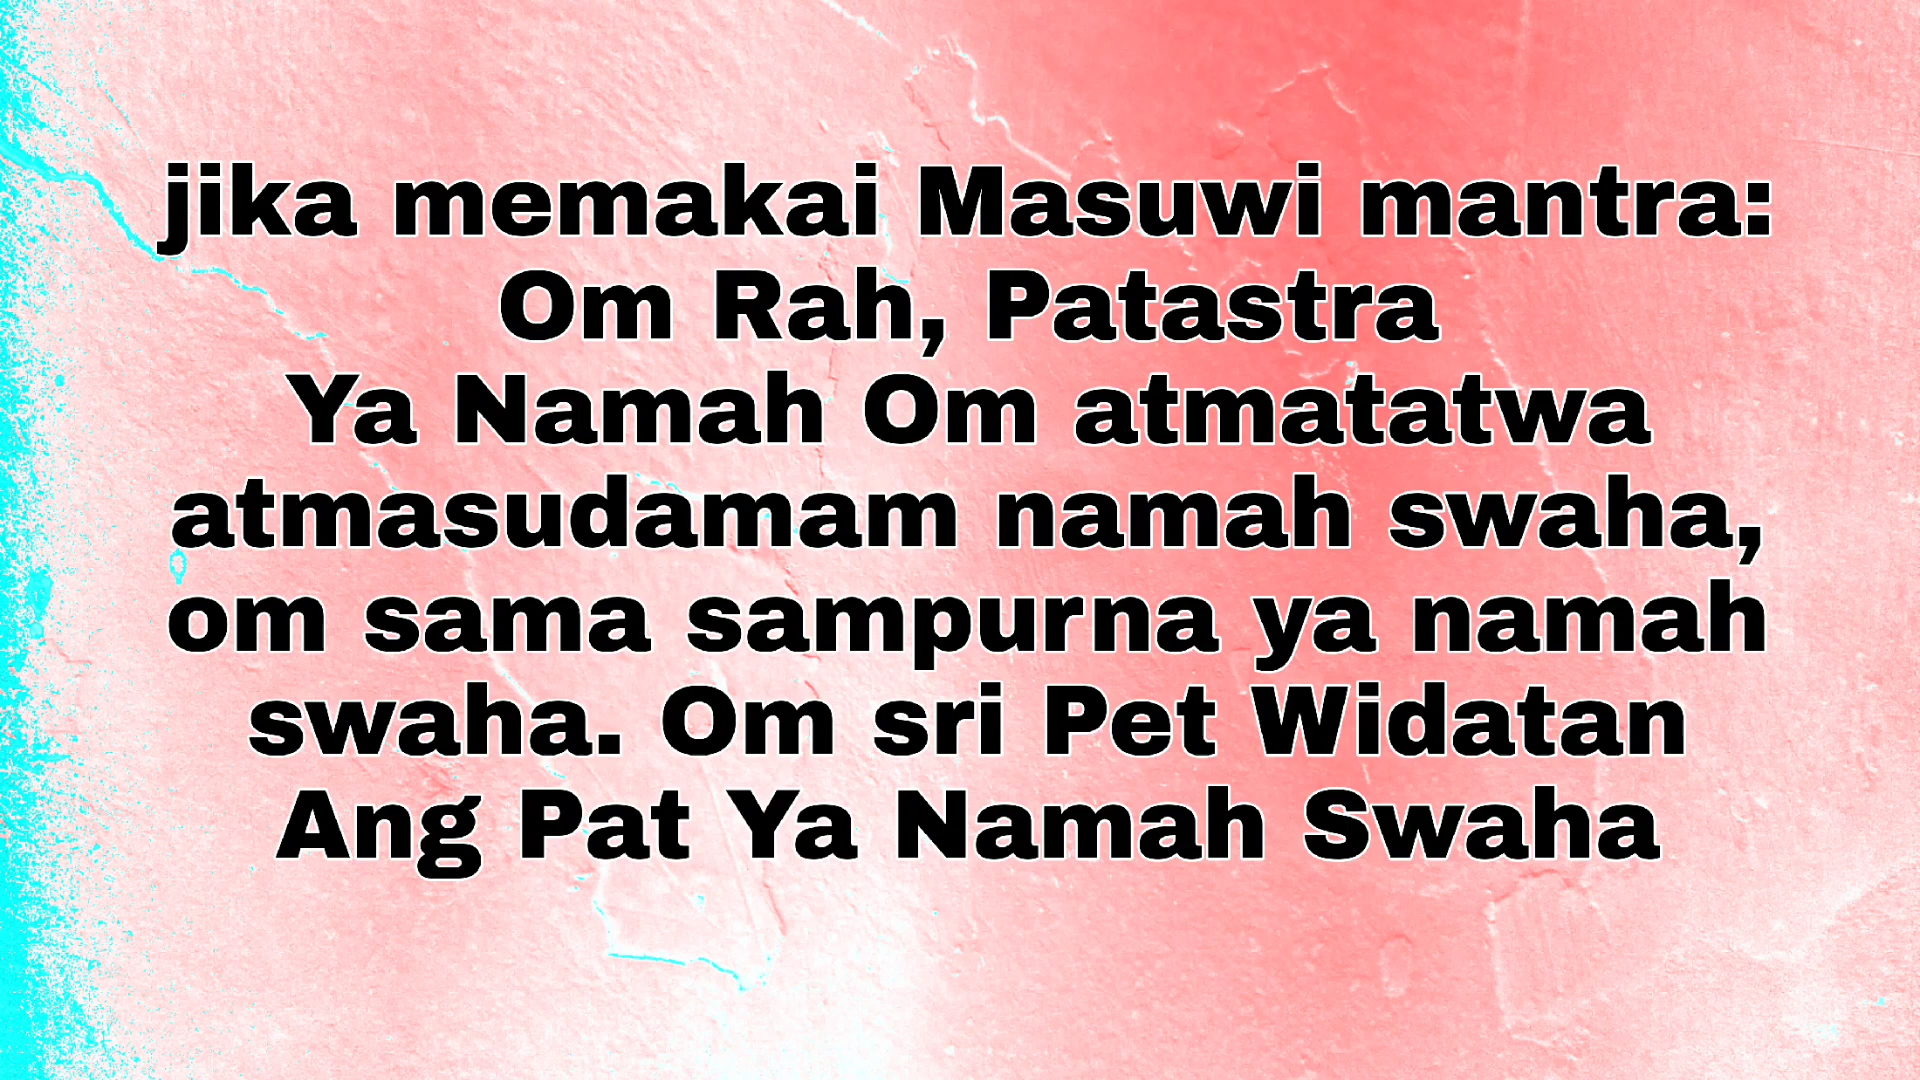 jika memakai Masuwi mantra:
Om Rah, Patastra
Ya Namah Om atmatatwa
atmasudamam namah swaha,
om sama sampurna ya namah
swaha. Om sri Pet Widatan
Ang Pat Ya Namah Swaha